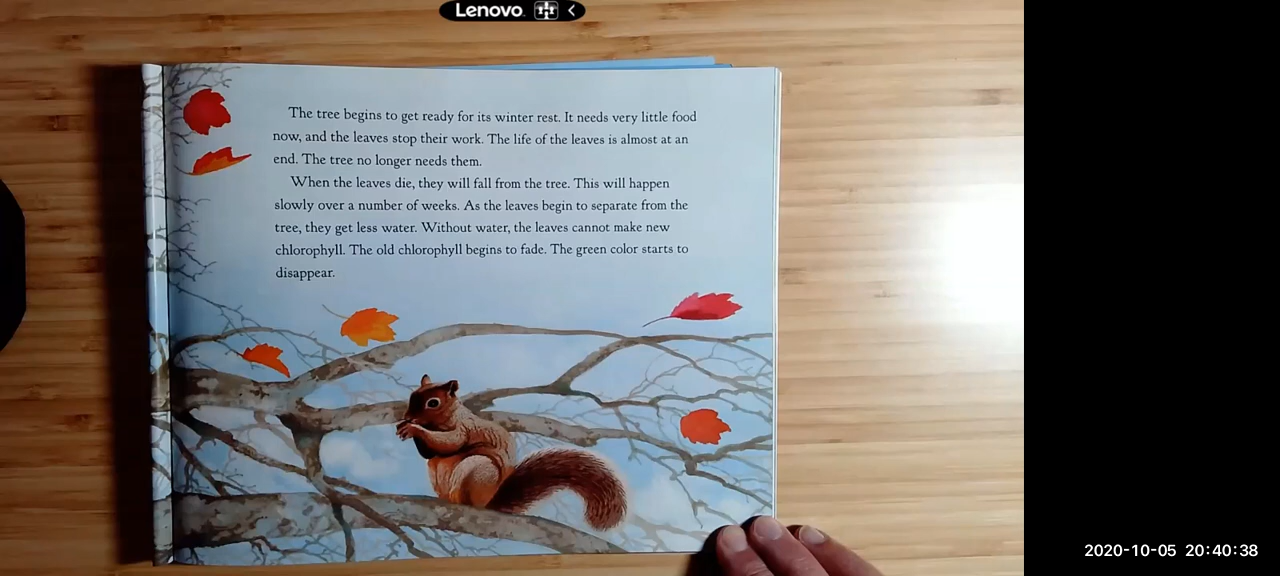 Lenovo
The tree begins to get ready for its winter rest. It needs very little food
now, and the leaves stop their work. The life of the leaves is almost at an
end. The tree no longer needs them.
When the leaves die, they will fall from the tree. This will happen
slowly over a number of weeks. As the leaves begin to separate from the
tree, they get less water. Without water, the leaves cannot make new
chlorophyll. The old chlorophyll begins to fade. The green color starts to
disappear.
2020-10-05 20:40:38